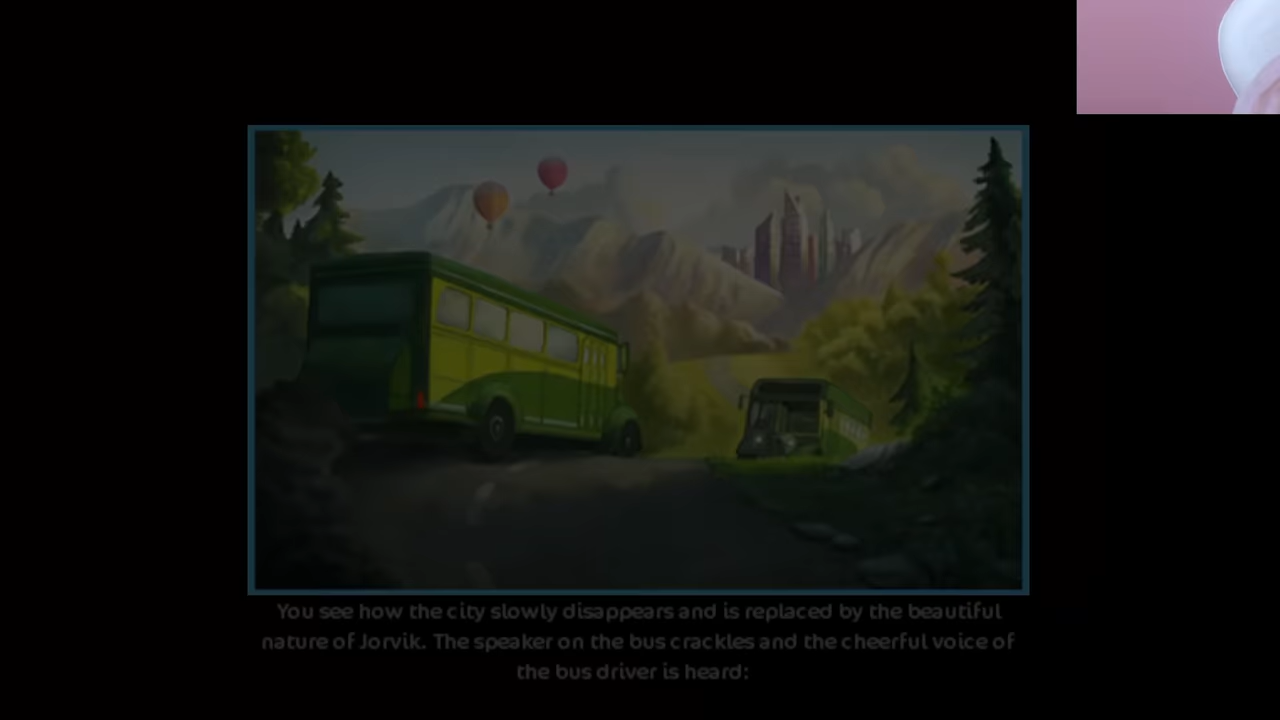 You see how the city slowly disappears and is replaced by the beautiful
nature of Jorvik. The speaker on the bus crackles and the cheerful voice of
the bus driver is heard: